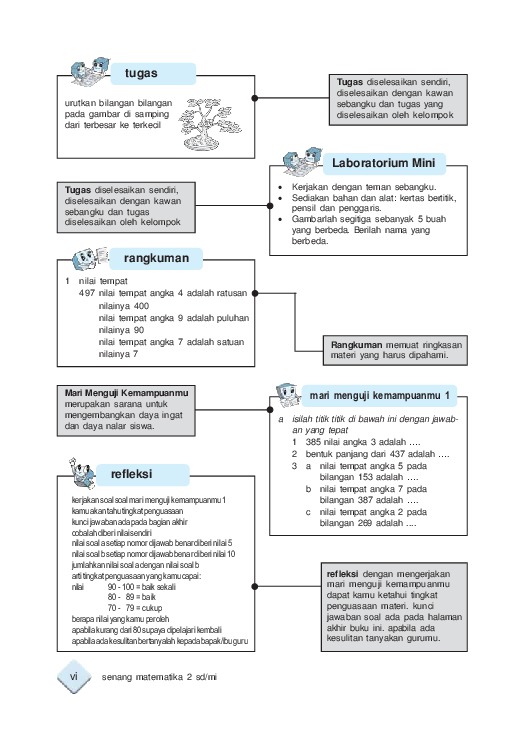 tugas
urutkan bilangan bilangan
pada gambar di samping
dari terbesar ke terkecil
Tugas diselesaikan sendiri,
diselesaikan dengan kawan
sebangku dan tugas yang
diselesaikan oleh kelompok
Laboratorium Mini
• Kerjakan dengan teman sebangku.
• Sediakan bahan dan alat: kertas bertitik,
pensil dan penggaris.
• Gambarlah segitiga sebanyak 5 buah
yang berbeda. Berilah nama yang
berbeda.
Tugas diselesaikan sendiri,
diselesaikan dengan kawan
sebangku dan tugas
diselesaikan oleh kelompok
rangkuman
1 nilai tempat
497 nilai tempat angka 4 adalah ratusan
nilainya 400
nilai tempat angka 9 adalah puluhan
nilainya 90
nilai tempat angka 7 adalah satuan
nilainya 7
Rangkuman memuat ringkasan
materi yang harus dipahami.
Mari Menguji Kemampuanmu
merupakan sarana untuk
mengembangkan daya ingat
dan daya nalar siswa.
mari menguji kemampuanmu 1
a isilah titik titik di bawah ini dengan jawab-
an yang tepat
1 385 nilai angka 3 adalah ....
2 bentuk panjang dari 437 adalah ....
3 a nilai tempat angka 5 pada
bilangan 153 adalah ....
b nilai tempat angka 7 pada
bilangan 387 adalah ....
c nilai tempat angka 2 pada
bilangan 269 adalah ....
refleksi
kerjakan soal soal mari menguji kemampuanmu 1
kamu akan tahu tingkat penguasaan
kunci jawaban ada pada bagian akhir
cobalah diberi nilai sendiri
nilai soal a setiap nomor dijawab benar diberi nilai 5
nilai soal b setiap nomor dijawab benar diberi nilai 10
jumlahkan nilai soal a dengan nilai soal b
arti tingkat penguasaan yang kamu capai :
nilai 90 - 100 = baik sekali
80 - 89 = baik
70 - 79 = cukup
berapa nilai yang kamu peroleh
apabila kurang dari 80 supaya dipelajari kembali
apabila ada kesulitan bertanyalah kepada bapak/ibu guru
refleksi dengan mengerjakan
mari menguji kemampuanmu
dapat kamu ketahui tingkat
penguasaan materi. kunci
jawaban soal ada pada halaman
akhir buku ini. apabila ada
kesulitan tanyakan gurumu.
vi senang matematika 2 sd/mi